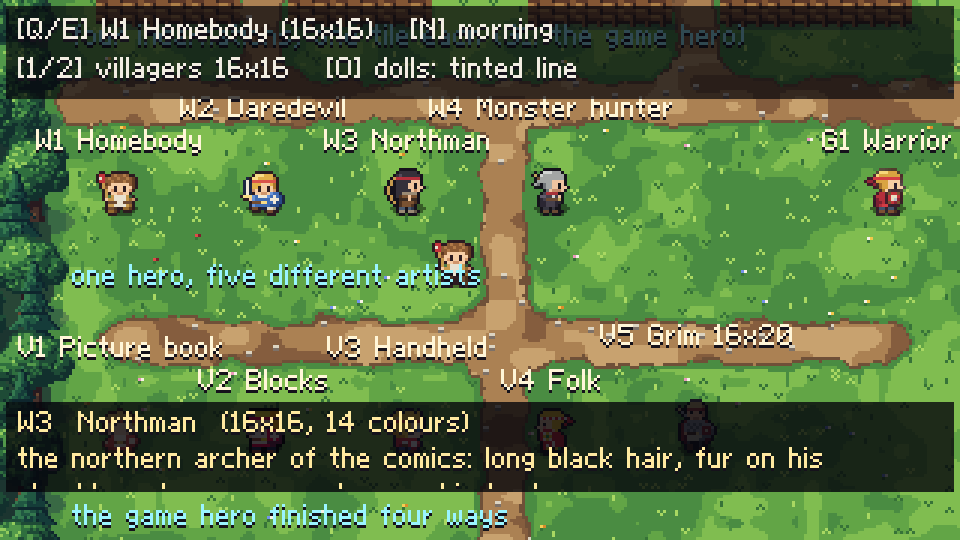 [Q/E] W1 Homebody (16x16)   [N] morning
the game hero)
[1/2] villagers 16x16   [O] dolls: tinted line
W2 Daredevil
W4 Monster hunter
W1 Homebody
W3 Northman
G1 Warrior
one hero, five different artists
V5 Grim 16x20
V1 Picture book
V3 Handheld
V2 Blocks
V4 Folk
W3  Northman  (16x16, 14 colours)
the northern archer of the comics: long black hair, fur on his
the game hero finished four ways